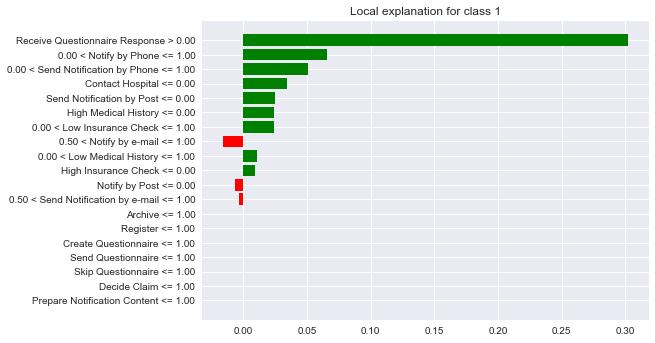 Local explanation for class 1
Receive Questionnaire Response > 0.00
0.00 < Notify by Phone <= 1.00
0.00 < Send Notification by Phone <= 1.00
Contact Hospital <= 0.00
Send Notification by Post <= 0.00
High Medical History <= 0.00
0.00 < Low Insurance Check <= 1.00
0.50 < Notify by e-mail <= 1.00
0.00 < Low Medical History <= 1.00
High Insurance Check <= 0.00
Notify by Post <= 0.00
0.50 < Send Notification by e-mail <= 1.00
Archive <= 1.00
Register <= 1.00
Create Questionnaire <= 1.00
Send Questionnaire <= 1.00
Skip Questionnaire <= 1.00
Decide Claim <= 1.00
Prepare Notification Content <= 1.00
0.00 0.05 0.10 0.15 0.20 0.25 0.30